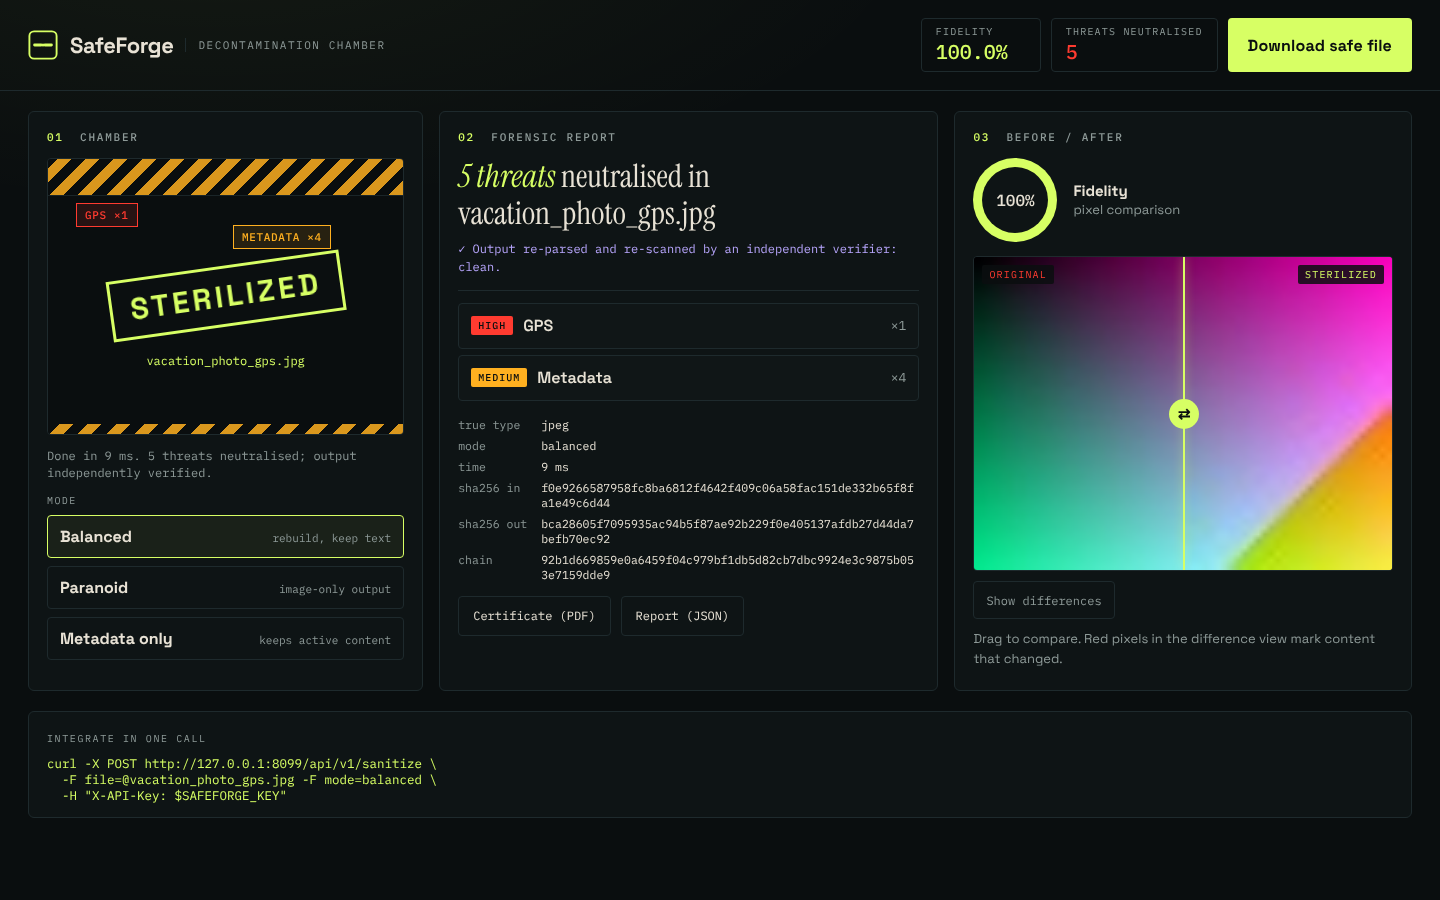 SafeForge
DECONTAMINATION CHAMBER
FIDELITY
100.0%
THREATS NEUTRALISED
5
Download safe file
01 CHAMBER
GPS ×1
METADATA ×4
STERILIZED
vacation_photo_gps.jpg
Done in 9 ms. 5 threats neutralised; output
independently verified.
MODE
Balanced rebuild, keep text
Paranoid image-only output
Metadata only keeps active content
02 FORENSIC REPORT
5 threats neutralised in
vacation_photo_gps.jpg
✓ Output re-parsed and re-scanned by an independent verifier:
clean.
HIGH GPS ×1
MEDIUM Metadata ×4
true type jpeg
mode balanced
time 9 ms
sha256 in f0e9266587958fc8ba6812f4642f409c06a58fac151de332b65f8f
a1e49c6d44
sha256 out bca28605f7095935ac94b5f87ae92b229f0e405137afdb27d44da7
befb70ec92
chain 92b1d669859e0a6459f04c979bf1db5d82cb7dbc9924e3c9875b05
3e7159dde9
Certificate (PDF) Report (JSON)
03 BEFORE / AFTER
100%
Fidelity
pixel comparison
ORIGINAL STERILIZED
⇄
Show differences
Drag to compare. Red pixels in the difference view mark content
that changed.
INTEGRATE IN ONE CALL
curl -X POST http://127.0.0.1:8099/api/v1/sanitize \
-F file=@vacation_photo_gps.jpg -F mode=balanced \
-H "X-API-Key: $SAFEFORGE_KEY"